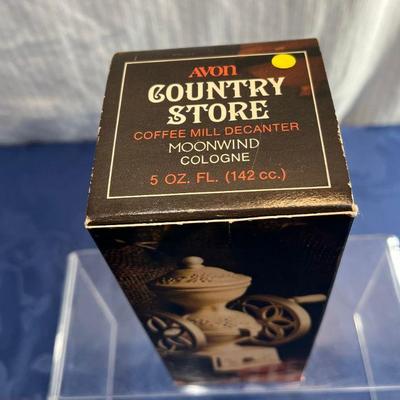 AVON
COUNTRY
STORE
COFFEE MILL DECANTER
MOONWIND
COLOGNE
5 OZ. FL. (142 cc.)